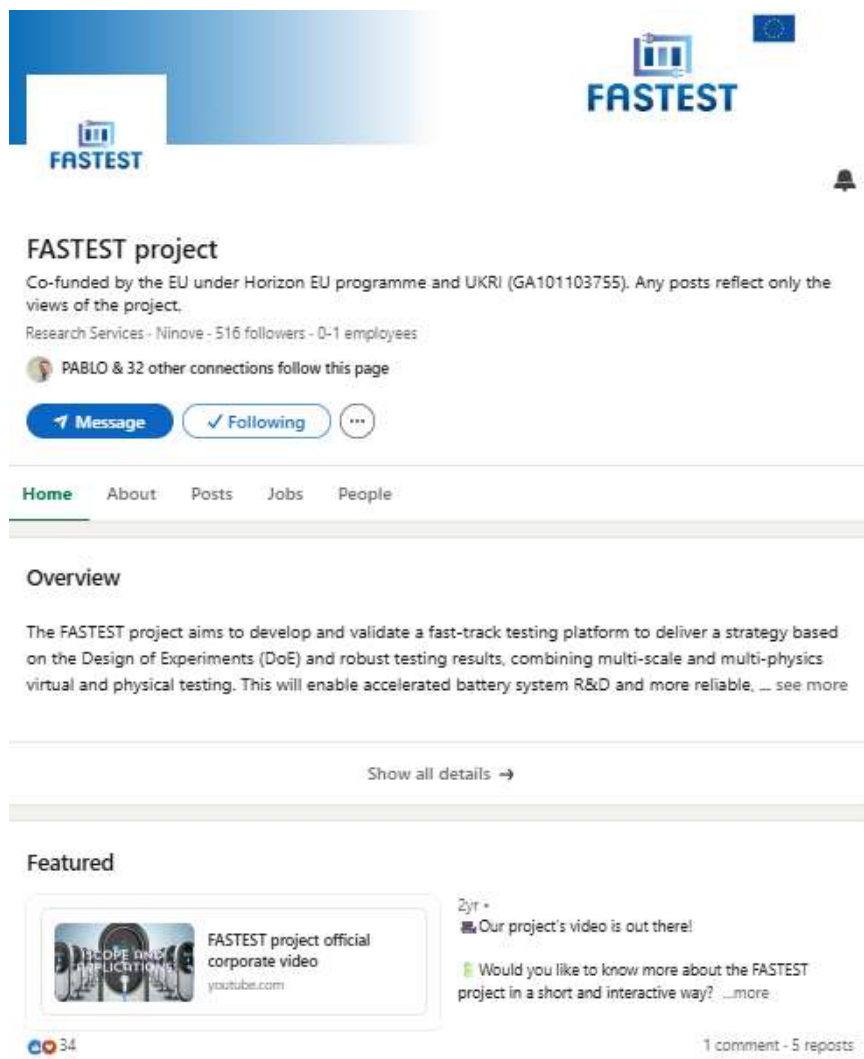 FASTEST
FASTEST
FASTEST project
Co-funded by the EU under Horizon EU programme and UKRI (GA101103755). Any posts reflect only the
views of the project.
Research Services - Ninove - 516 followers - 0-1 employees
PABLO & 32 other connections follow this page
Message
Following
Home About Posts Jobs People
Overview
The FASTEST project aims to develop and validate a fast-track testing platform to deliver a strategy based
on the Design of Experiments (DoE) and robust testing results, combining multi-scale and multi-physics
virtual and physical testing. This will enable accelerated battery system R&D and more reliable, ... see more
Show all details →
Featured
SCOPE AND
APPLICATIONS
FASTEST project official
corporate video
youtube.com
2yr •
Our project's video is out there!
Would you like to know more about the FASTEST
project in a short and interactive way? ...more
34
1 comment - 5 reposts